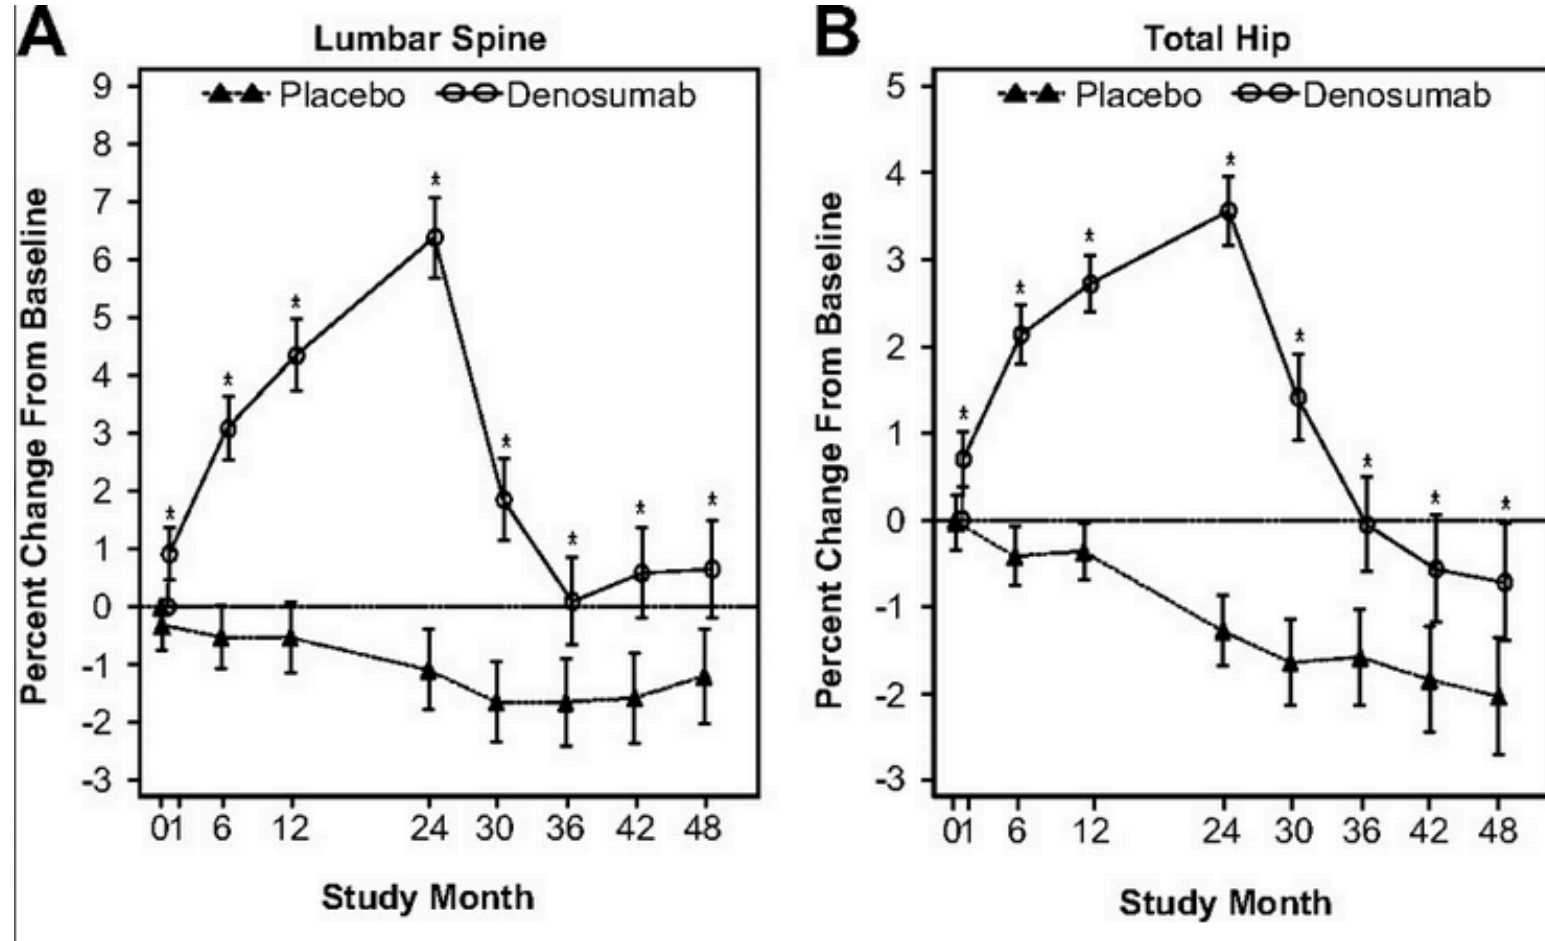 A
Lumbar Spine
Placebo
Denosumab
Percent Change From Baseline
9
8
7
6
5
4
3
2
1
0
-1
-2
-3
* * * * * * * *
01 6 12 24 30 36 42 48
Study Month
B
Total Hip
Placebo
Denosumab
Percent Change From Baseline
5
4
3
2
1
0
-1
-2
-3
* * * * * * * *
01 6 12 24 30 36 42 48
Study Month